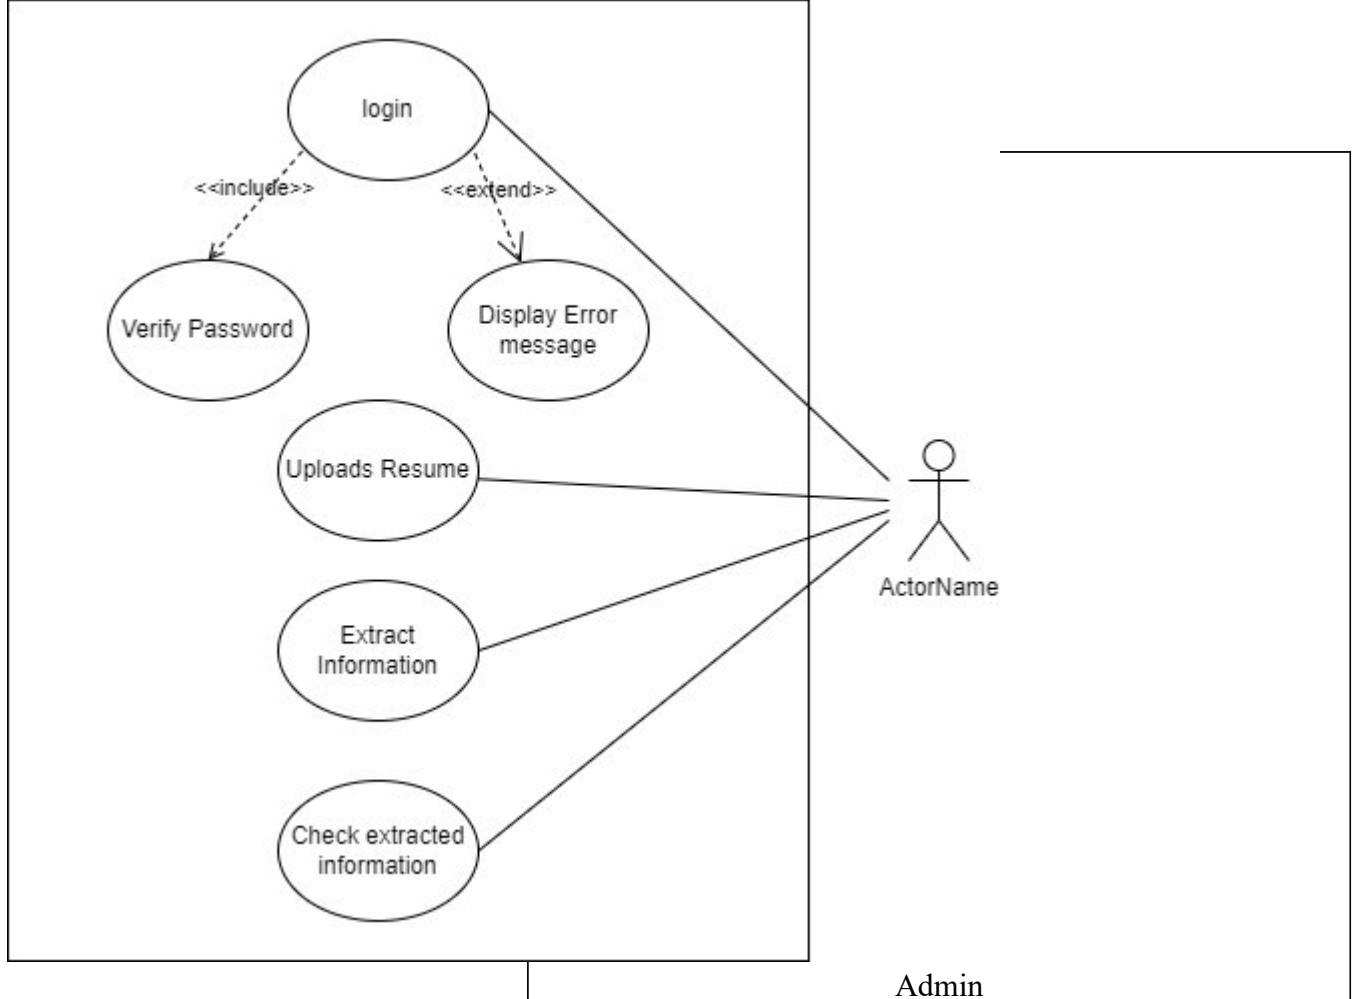 login
<<include>>
<<extend>>
Verify Password
Display Error
message
Uploads Resume
ActorName
Extract
Information
Check extracted
information
Admin